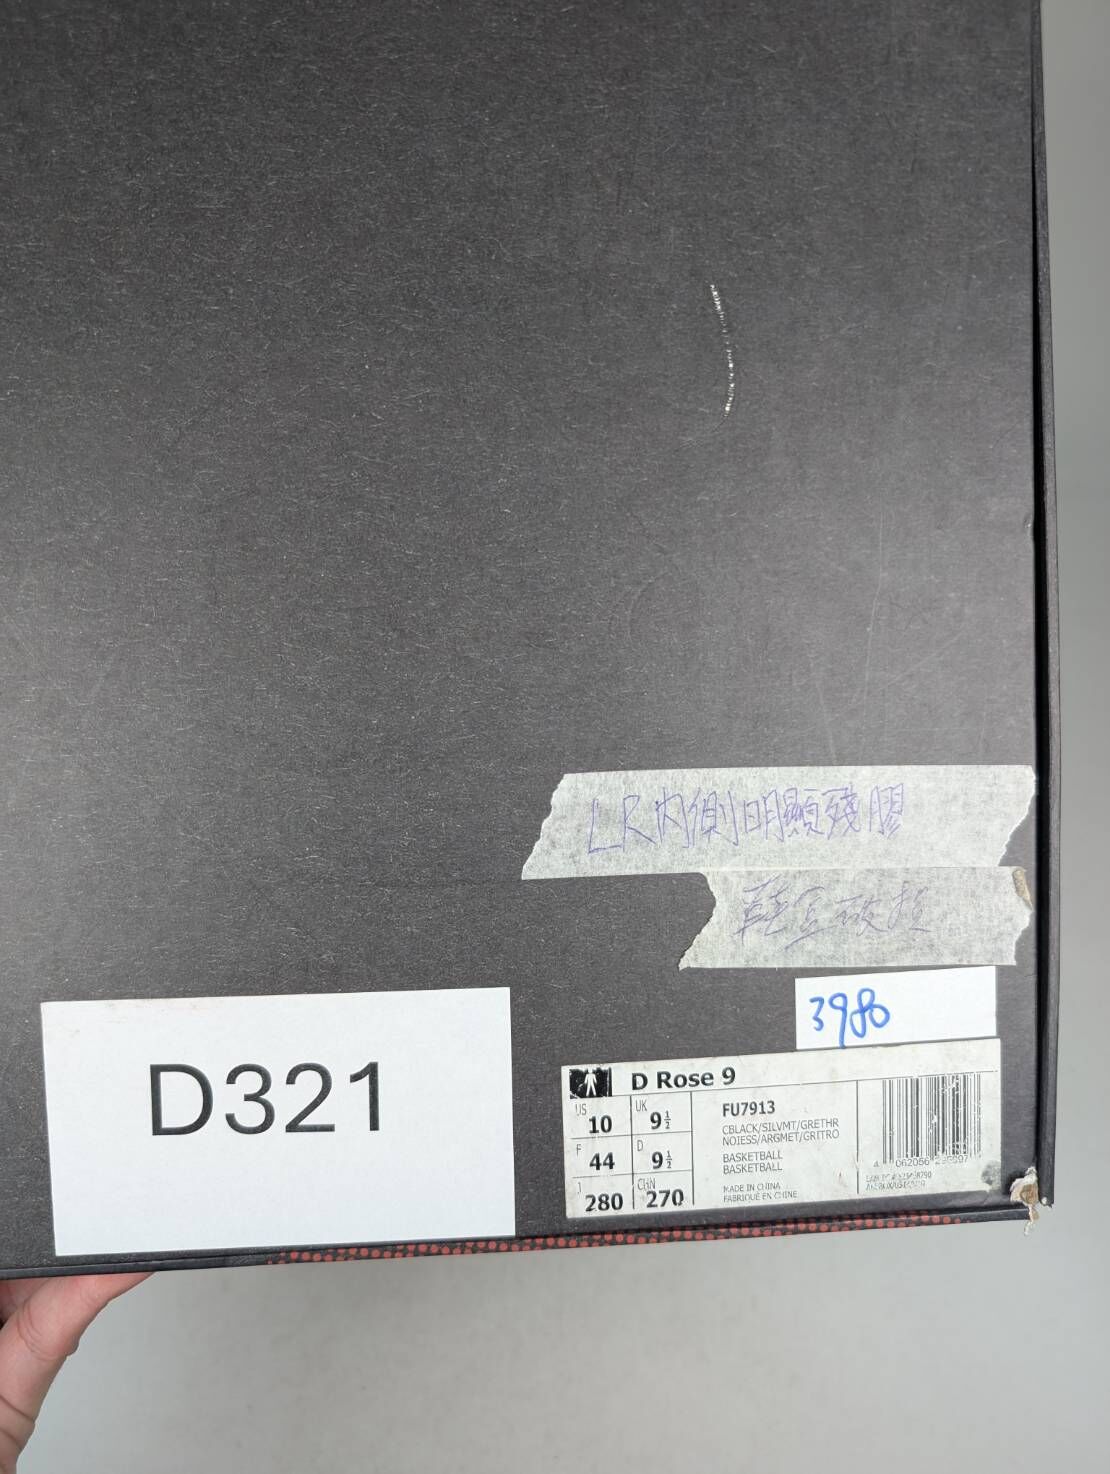 LR內側明顯殘膠
鞋盒破損
3980
D321
D Rose 9
US 10
UK 9½
F 44
D 9½
J 280
CHN 270
FU7913
CBLACK/SILVMT/GRETHR
NOIESS/ARGMET/GRITRO
BASKETBALL
BASKETBALL
MADE IN CHINA
FABRIQUÉ EN CHINE